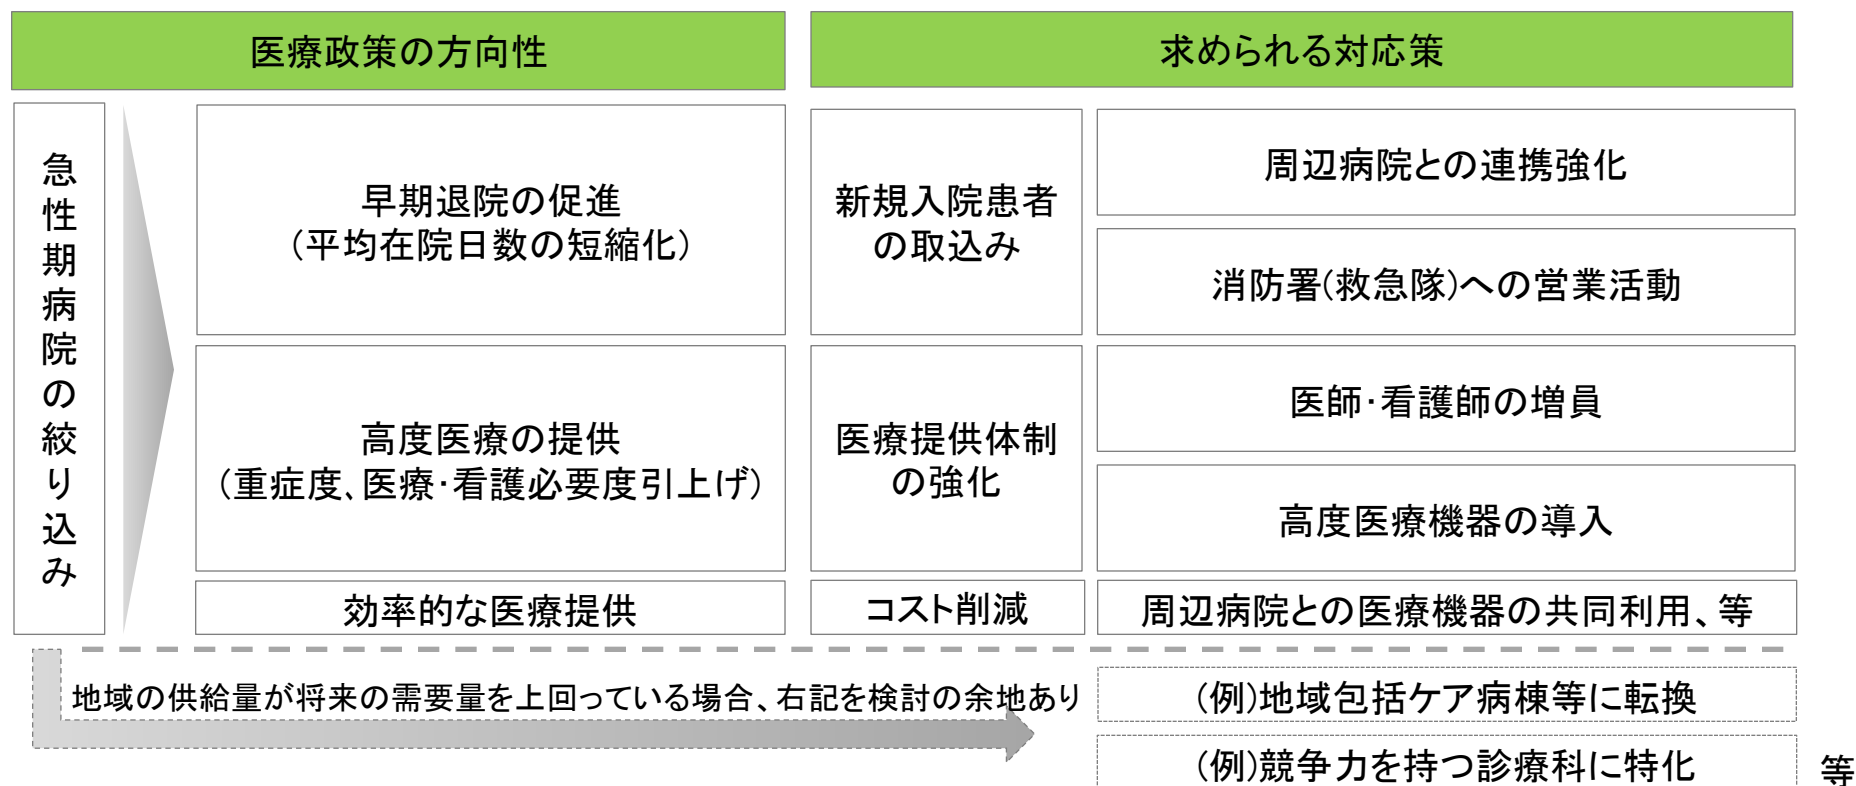 医療政策の方向性
求められる対応策
急性期病院の絞り込み
早期退院の促進
(平均在院日数の短縮化)
新規入院患者
の取込み
周辺病院との連携強化
消防署(救急隊)への営業活動
高度医療の提供
(重症度、医療・看護必要度引上げ)
医療提供体制
の強化
医師・看護師の増員
高度医療機器の導入
効率的な医療提供
コスト削減
周辺病院との医療機器の共同利用、等
地域の供給量が将来の需要量を上回っている場合、右記を検討の余地あり
(例)地域包括ケア病棟等に転換
(例)競争力を持つ診療科に特化
等